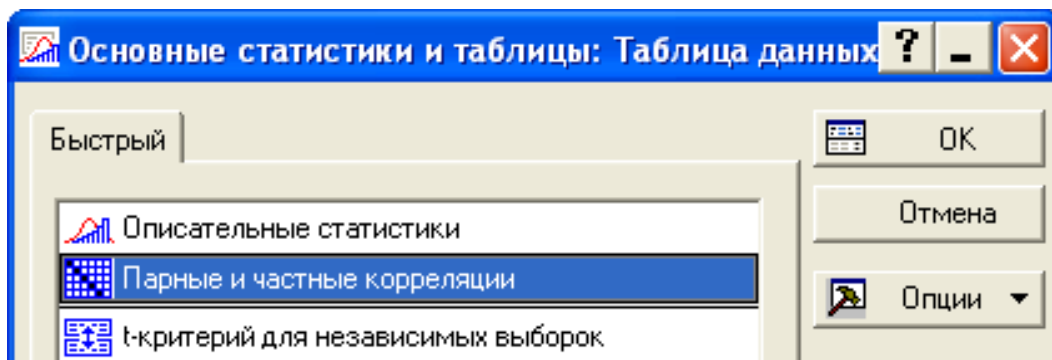 Основные статистики и таблицы: Таблица данных ?
Быстрый
OK
Отмена
Описательные статистики
Парные и частные корреляции
Опции
t-критерий для независимых выборок